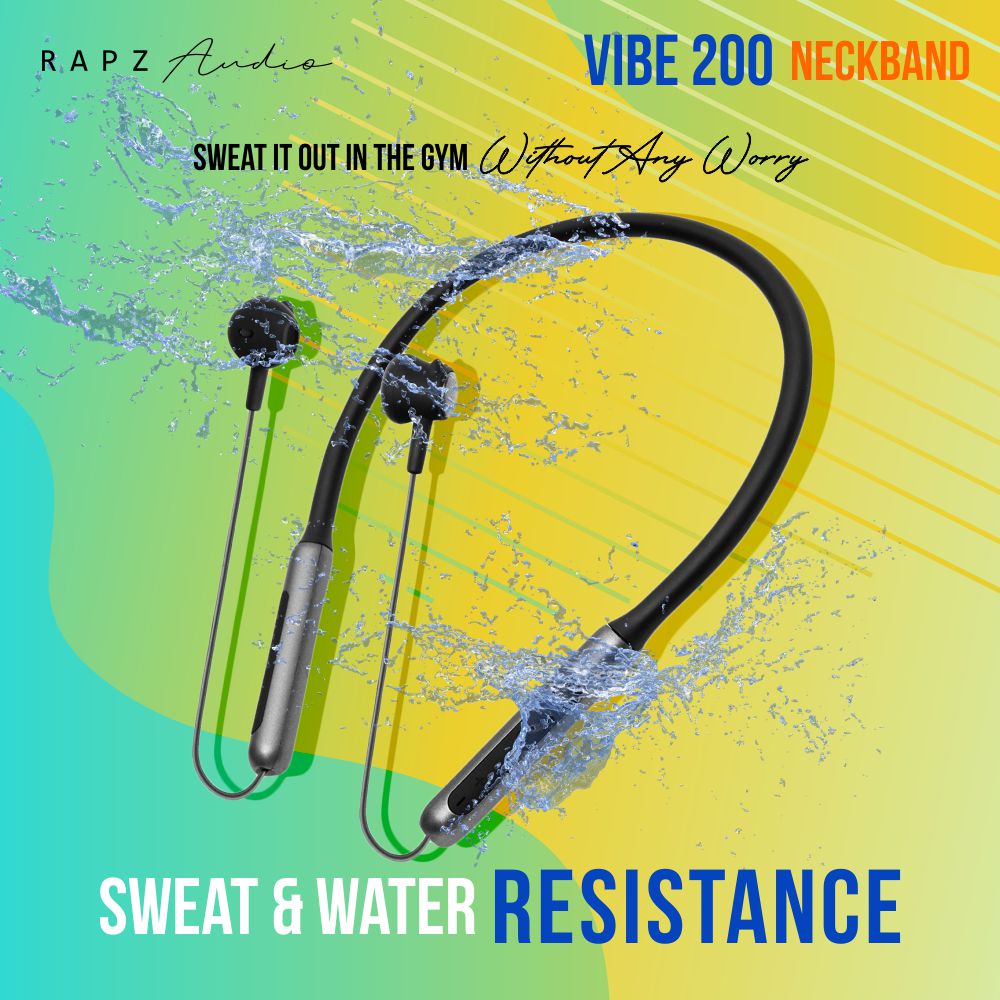 RAPZ Audio
VIBE 200 NECKBAND
SWEAT IT OUT IN THE GYM Without Any Worry
SWEAT & WATER RESISTANCE